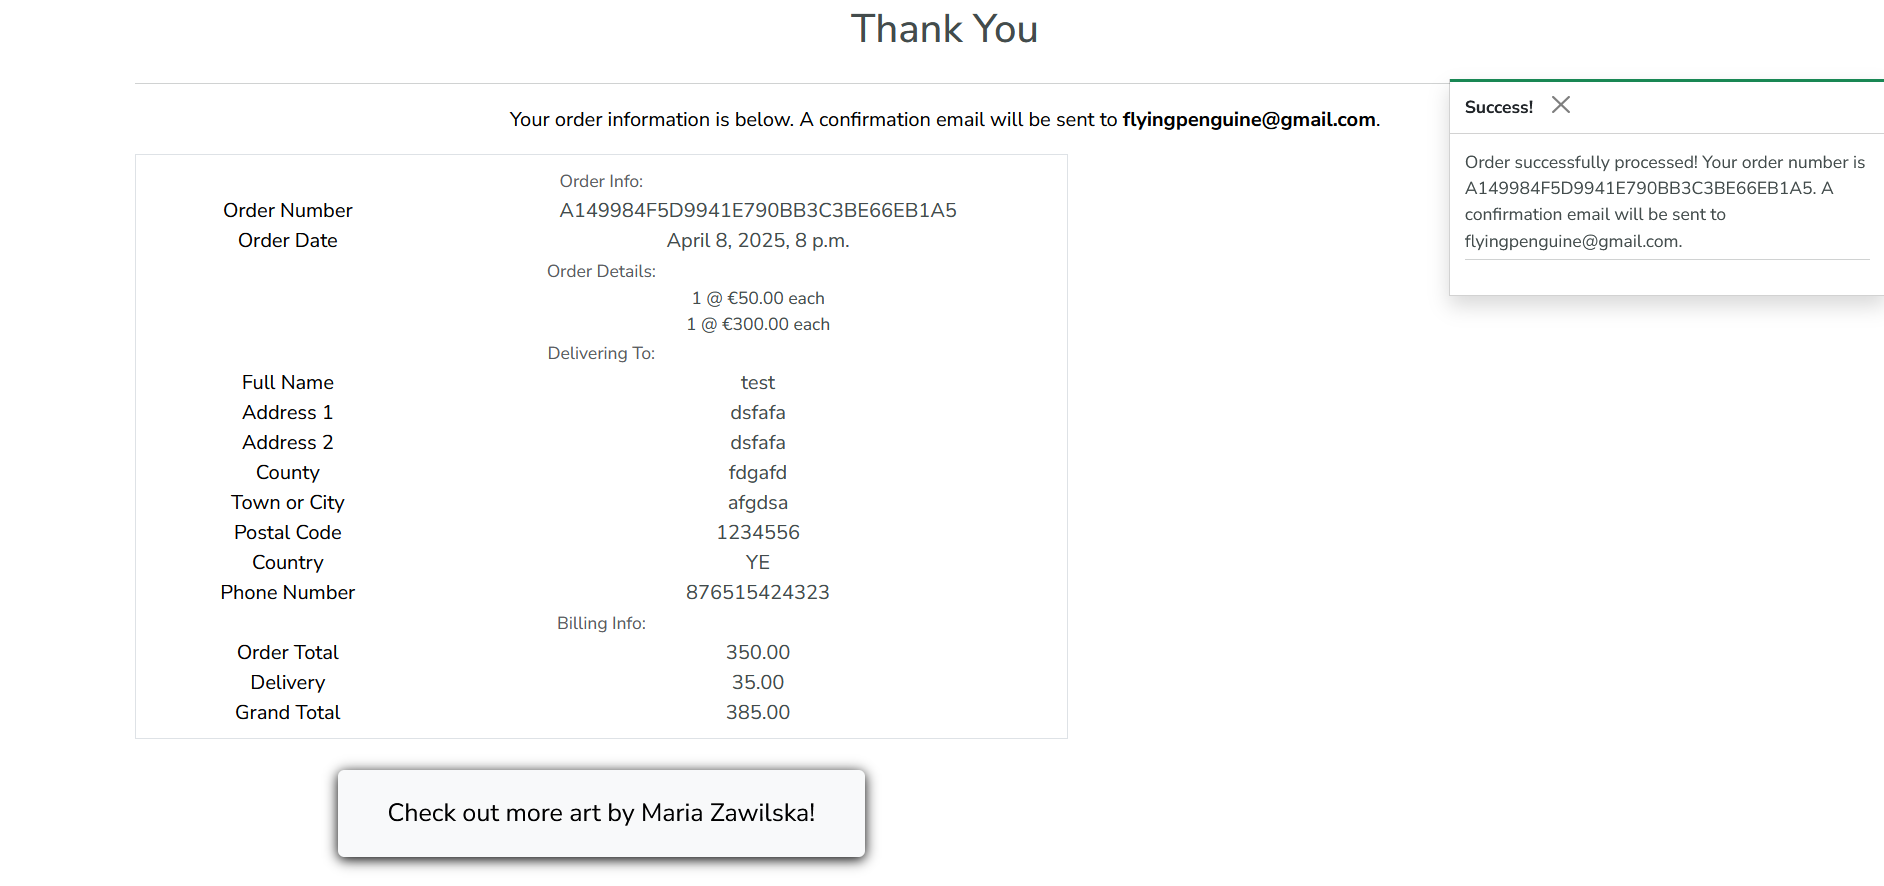 Thank You
Your order information is below. A confirmation email will be sent to flyingpenguine@gmail.com.
Success!
Order successfully processed! Your order number is
A149984F5D9941E790BB3C3BE66EB1A5. A
confirmation email will be sent to
flyingpenguine@gmail.com.
Order Info:
Order Number A149984F5D9941E790BB3C3BE66EB1A5
Order Date April 8, 2025, 8 p.m.
Order Details:
1 @ €50.00 each
1 @ €300.00 each
Delivering To:
Full Name test
Address 1 dsfafa
Address 2 dsfafa
County fdgafd
Town or City afgdsa
Postal Code 1234556
Country YE
Phone Number 876515424323
Billing Info:
Order Total 350.00
Delivery 35.00
Grand Total 385.00
Check out more art by Maria Zawilska!